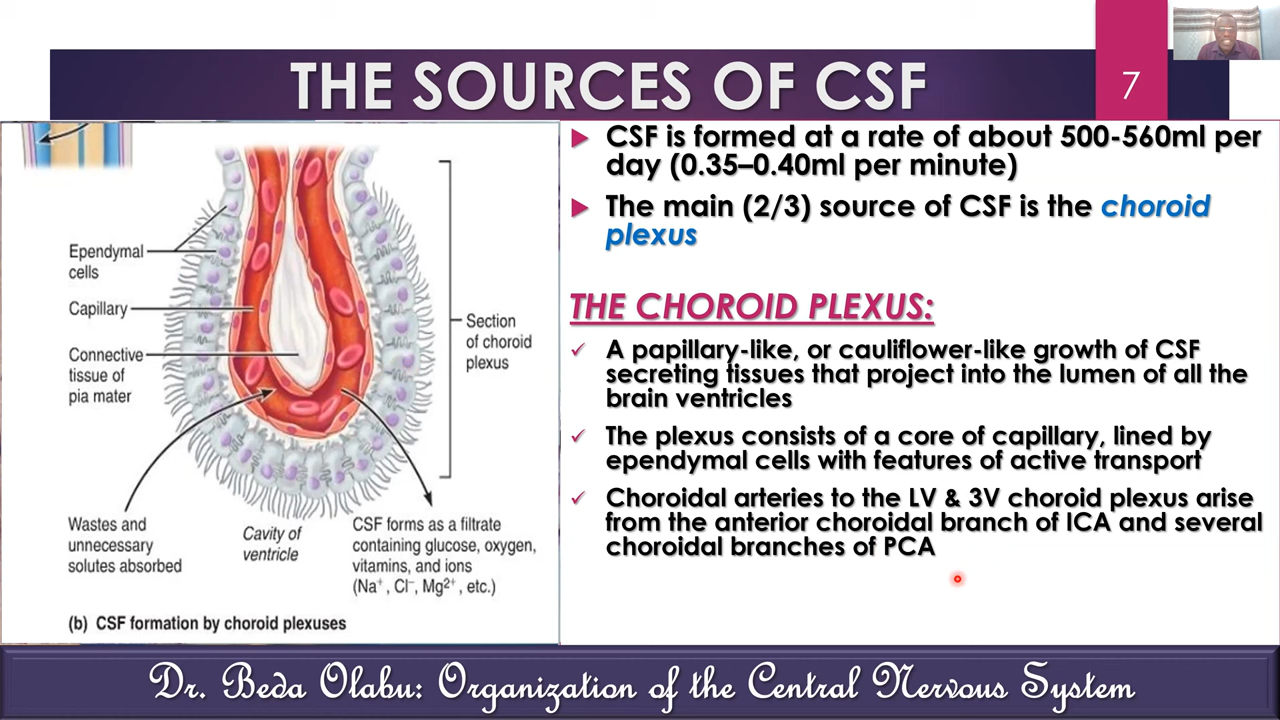 THE SOURCES OF CSF
7
Ependymal
cells
Capillary
Connective
tissue of
pia mater
Section
of choroid
plexus
Wastes and
unnecessary
solutes absorbed
Cavity of
ventricle
CSF forms as a filtrate
containing glucose, oxygen,
vitamins, and ions
(Na⁺, Cl⁻, Mg²⁺, etc.)
(b) CSF formation by choroid plexuses
CSF is formed at a rate of about 500-560ml per
day (0.35–0.40ml per minute)
The main (2/3) source of CSF is the choroid
plexus
THE CHOROID PLEXUS:
A papillary-like, or cauliflower-like growth of CSF
secreting tissues that project into the lumen of all the
brain ventricles
The plexus consists of a core of capillary, lined by
ependymal cells with features of active transport
Choroidal arteries to the LV & 3V choroid plexus arise
from the anterior choroidal branch of ICA and several
choroidal branches of PCA
Dr. Beda Olabu: Organization of the Central Nervous System